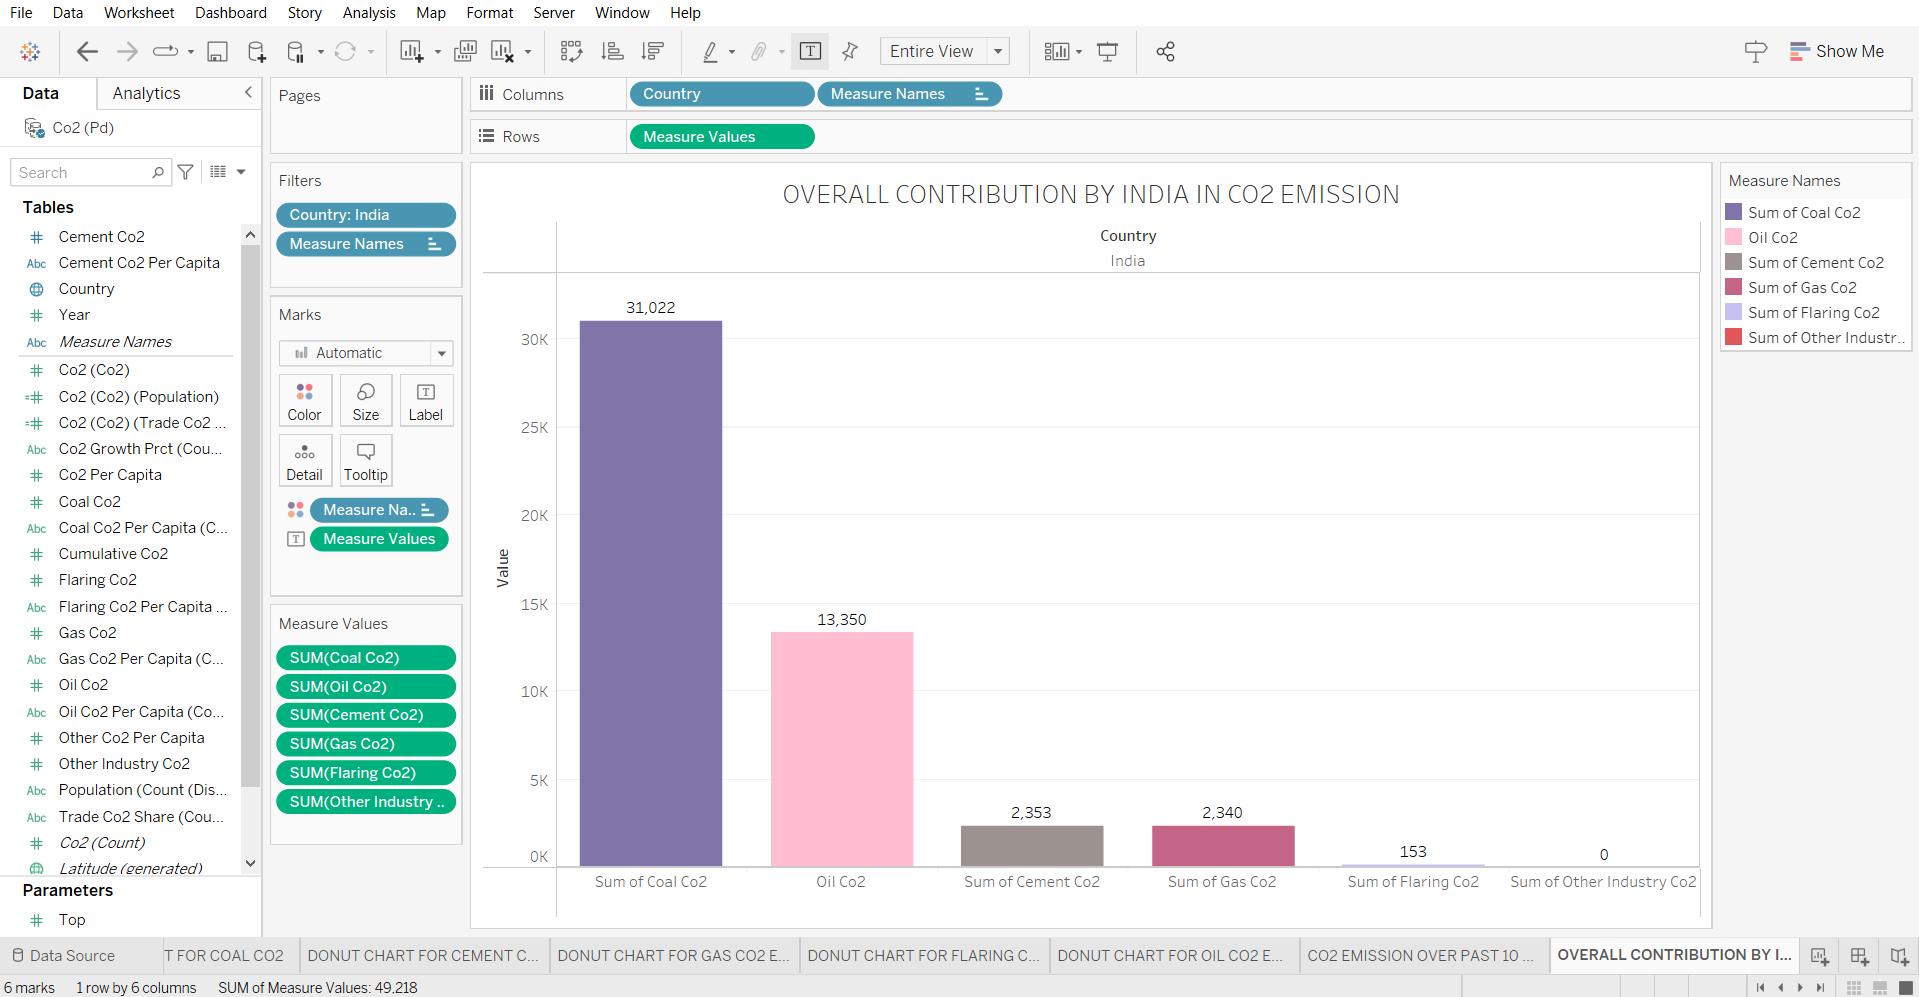 File Data Worksheet Dashboard Story Analysis Map Format Server Window Help
T Entire View Show Me
Data Analytics
Co2 (Pd)
Search
Tables
# Cement Co2
Abc Cement Co2 Per Capita
Country
# Year
Abc Measure Names
# Co2 (Co2)
=# Co2 (Co2) (Population)
=# Co2 (Co2) (Trade Co2 ...
Abc Co2 Growth Prct (Cou...
# Co2 Per Capita
# Coal Co2
Abc Coal Co2 Per Capita (C...
# Cumulative Co2
# Flaring Co2
Abc Flaring Co2 Per Capita ...
# Gas Co2
Abc Gas Co2 Per Capita (C...
# Oil Co2
Abc Oil Co2 Per Capita (Co...
# Other Co2 Per Capita
# Other Industry Co2
Abc Population (Count (Dis...
Abc Trade Co2 Share (Cou...
# Co2 (Count)
Latitude (generated)
Parameters
# Top
Pages
Filters
Country: India
Measure Names
Marks
Automatic
Color Size T Label
Detail Tooltip
Measure Na..
T Measure Values
Measure Values
SUM(Coal Co2)
SUM(Oil Co2)
SUM(Cement Co2)
SUM(Gas Co2)
SUM(Flaring Co2)
SUM(Other Industry ..
Columns Country Measure Names
Rows Measure Values
OVERALL CONTRIBUTION BY INDIA IN CO2 EMISSION
Country
India
Value
30K
25K
20K
15K
10K
5K
0K
31,022
13,350
2,353
2,340
153
0
Sum of Coal Co2 Oil Co2 Sum of Cement Co2 Sum of Gas Co2 Sum of Flaring Co2 Sum of Other Industry Co2
Measure Names
Sum of Coal Co2
Oil Co2
Sum of Cement Co2
Sum of Gas Co2
Sum of Flaring Co2
Sum of Other Industr..
Data Source T FOR COAL CO2 DONUT CHART FOR CEMENT C... DONUT CHART FOR GAS CO2 E... DONUT CHART FOR FLARING C... DONUT CHART FOR OIL CO2 E... CO2 EMISSION OVER PAST 10 ... OVERALL CONTRIBUTION BY I...
6 marks 1 row by 6 columns SUM of Measure Values: 49,218